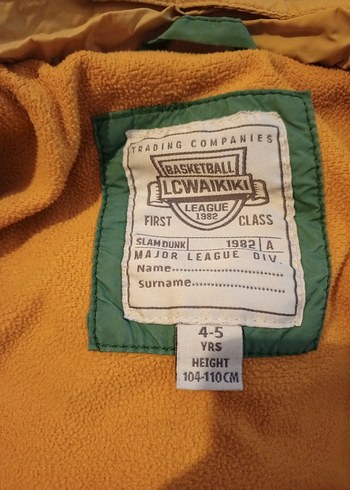 TRADING COMPANIES
BASKETBALL
LCWAIKIKI
LEAGUE
1982
FIRST CLASS
SLAM DUNK 1982 A
MAJOR LEAGUE DIV.
Name
Surname
4-5
YRS
HEIGHT
104-110CM